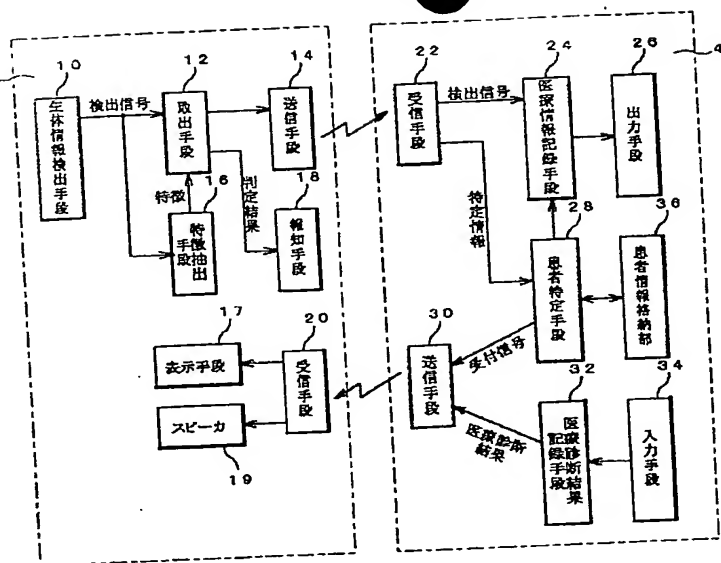 10
生体情報検出手段
検出信号
12
取出手段
14
送信手段
特徴
16
特徴抽出手段
判定結果
18
報知手段
17
表示手段
20
受信手段
スピーカ
19
22
受信手段
検出信号
24
医療情報記録手段
26
出力手段
4
特定情報
28
患者特定手段
36
患者情報格納部
30
送信手段
受付信号
32
医療診断結果
記録手段
34
入力手段
医療診断
結果